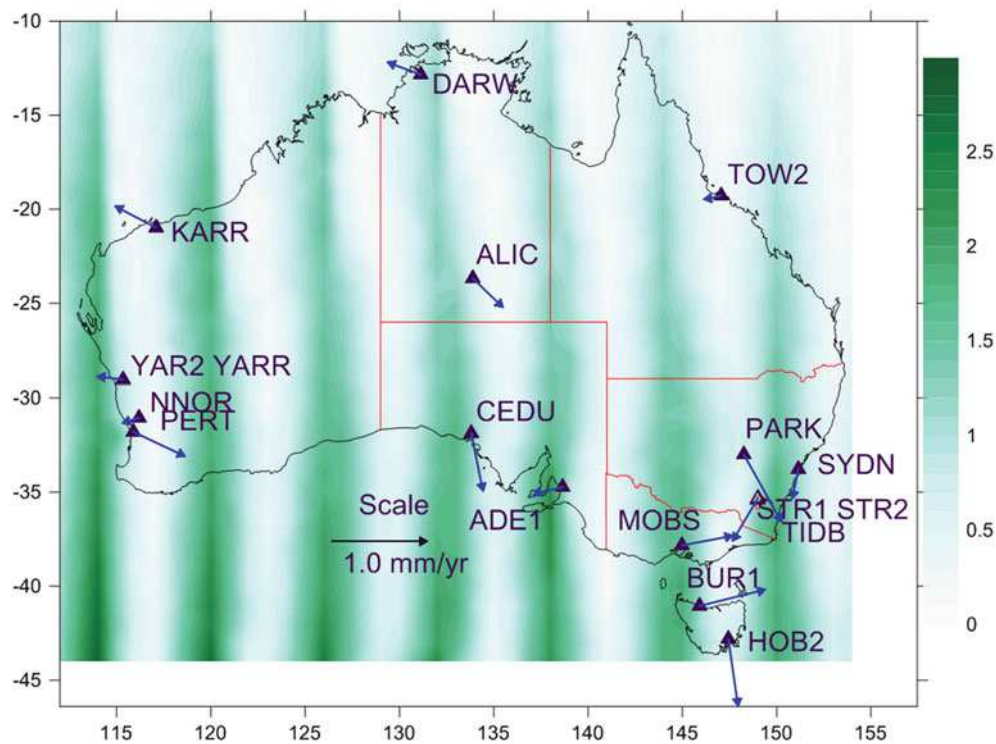 -10
-15
-20
-25
-30
-35
-40
-45
DARW
TOW2
KARR
ALIC
YAR2 YARR
NNOR
PERT
CEDU
PARK
SYDN
Scale
ADE1
MOBS
STR1 STR2
TIDB
1.0 mm/yr
BUR1
HOB2
115
120
125
130
135
140
145
150
155
2.5
2
1.5
1
0.5
0